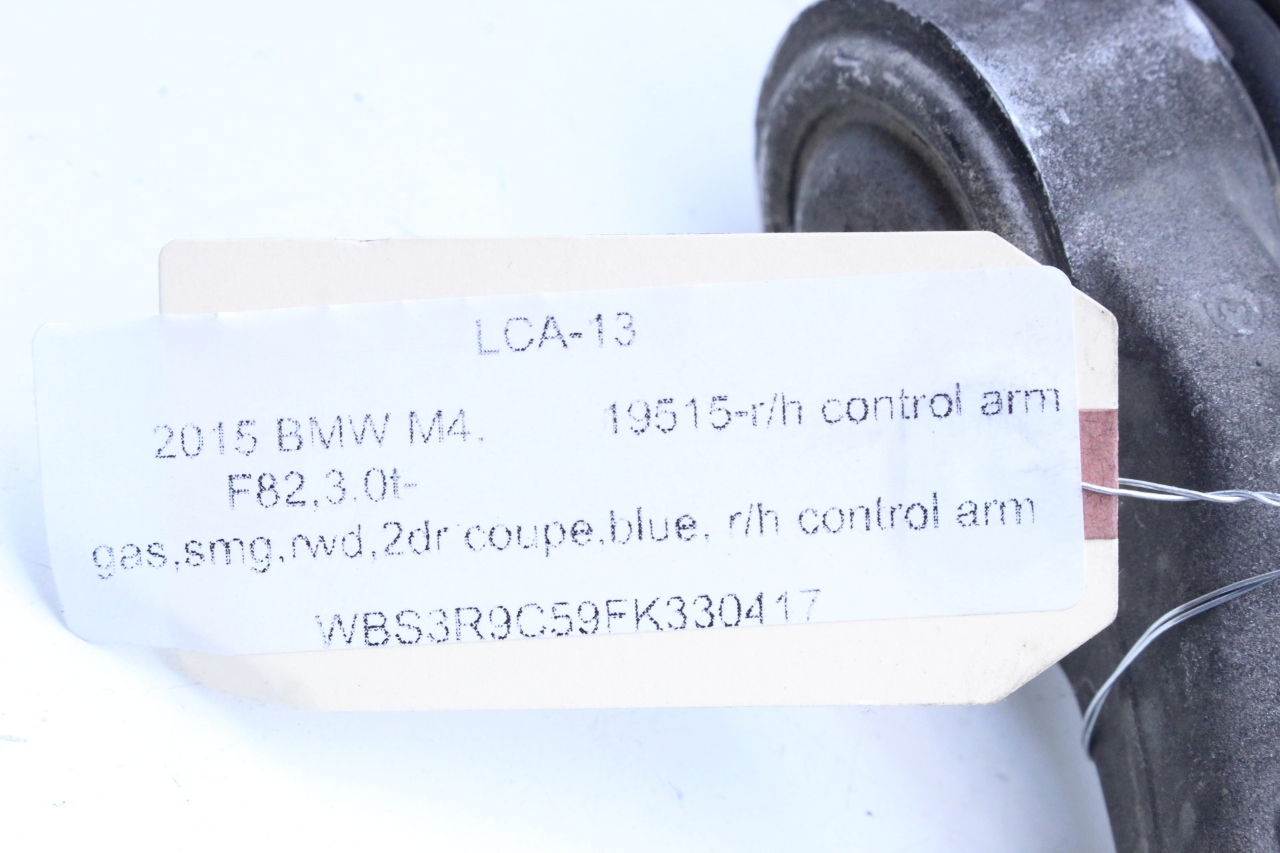 LCA-13
2015 BMW M4. 19515-r/h control arm
F82,3.0t-
gas,smg,rwd,2dr coupe,blue, r/h control arm
WBS3R9C59FK330417
3